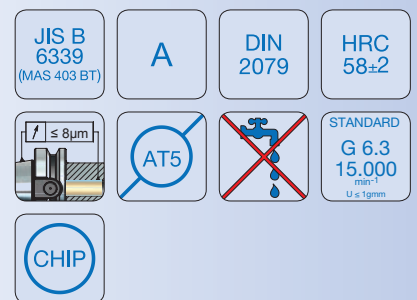 JIS B
6339
(MAS 403 BT)
A
DIN
2079
HRC
58±2
↗ ≤ 8µm
AT5
STANDARD
G 6.3
15.000
min⁻¹
U ≤ 1gmm
CHIP